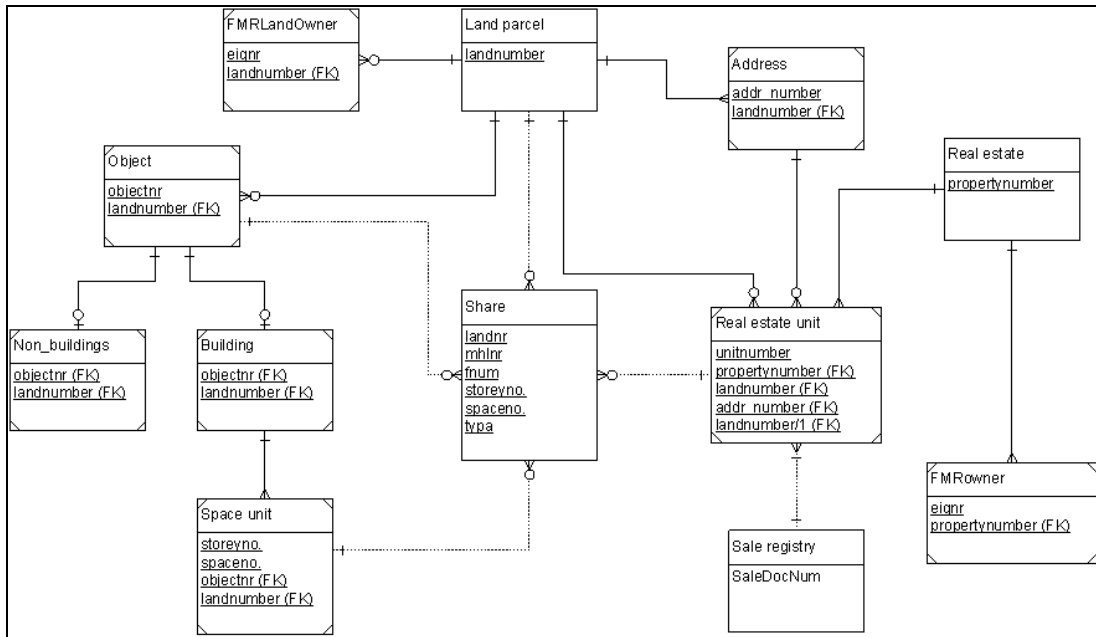 FMRLandOwner
eignr
landnumber (FK)
Land parcel
landnumber
Address
addr_number
landnumber (FK)
Object
objectnr
landnumber (FK)
Real estate
propertynumber
Non_buildings
objectnr (FK)
landnumber (FK)
Building
objectnr (FK)
landnumber (FK)
Share
landnr
mhlnr
fnum
storeyno.
spaceno.
typa
Real estate unit
unitnumber
propertynumber (FK)
landnumber (FK)
addr_number (FK)
landnumber/1 (FK)
FMRowner
eignr
propertynumber (FK)
Space unit
storeyno.
spaceno.
objectnr (FK)
landnumber (FK)
Sale registry
SaleDocNum